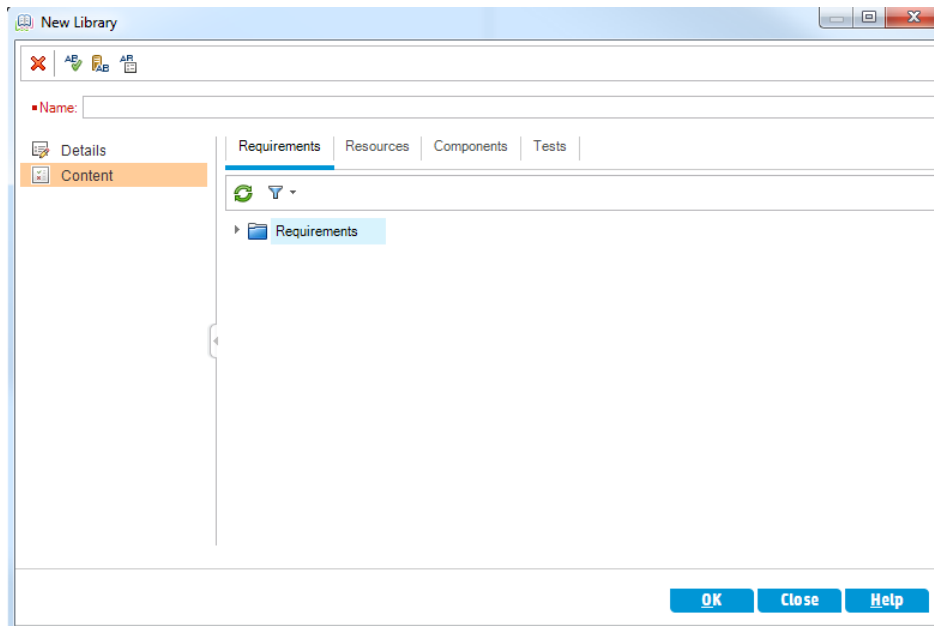 New Library
Name:
Details
Content
Requirements Resources Components Tests
Requirements
OK Close Help